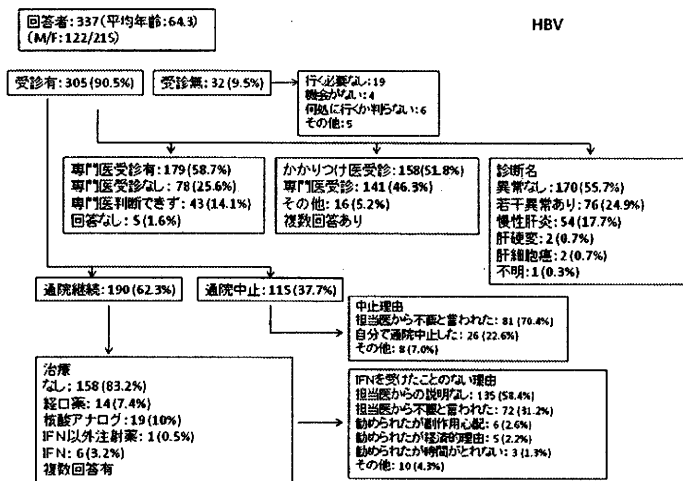 回答者:337(平均年齢:64.3)
(M/F:122/215)
HBV
受診有:305(90.5%)
受診無:32(9.5%)
行く必要なし:19
機会がない:4
何処に行くか判らない:6
その他:5
専門医受診有:179(58.7%)
専門医受診なし:78(25.6%)
専門医判断できず:43(14.1%)
回答なし:5(1.6%)
かかりつけ医受診:158(51.8%)
専門医受診:141(46.3%)
その他:16(5.2%)
複数回答あり
診断名
異常なし:170(55.7%)
若干異常あり:76(24.9%)
慢性肝炎:54(17.7%)
肝硬変:2(0.7%)
肝細胞癌:2(0.7%)
不明:1(0.3%)
通院継続:190(62.3%)
通院中止:115(37.7%)
中止理由
担当医から不要と言われた:81(70.4%)
自分で通院中止した:26(22.6%)
その他:8(7.0%)
治療
なし:158(83.2%)
経口薬:14(7.4%)
核酸アナログ:19(10%)
IFN以外注射薬:1(0.5%)
IFN:6(3.2%)
複数回答有
IFNを受けたことのない理由
担当医からの説明なし:135(58.4%)
担当医から不要と言われた:72(31.2%)
勧められたが副作用心配:6(2.6%)
勧められたが経済的理由:5(2.2%)
勧められたが時間がとれない:3(1.3%)
その他:10(4.3%)